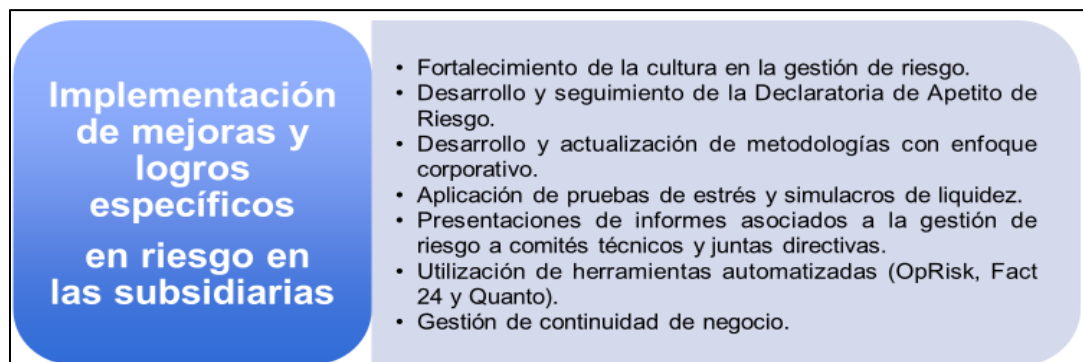 Implementación
de mejoras y
logros
específicos
en riesgo en
las subsidiarias
• Fortalecimiento de la cultura en la gestión de riesgo.
• Desarrollo y seguimiento de la Declaratoria de Apetito de
Riesgo.
• Desarrollo y actualización de metodologías con enfoque
corporativo.
• Aplicación de pruebas de estrés y simulacros de liquidez.
• Presentaciones de informes asociados a la gestión de
riesgo a comités técnicos y juntas directivas.
• Utilización de herramientas automatizadas (OpRisk, Fact
24 y Quanto).
• Gestión de continuidad de negocio.